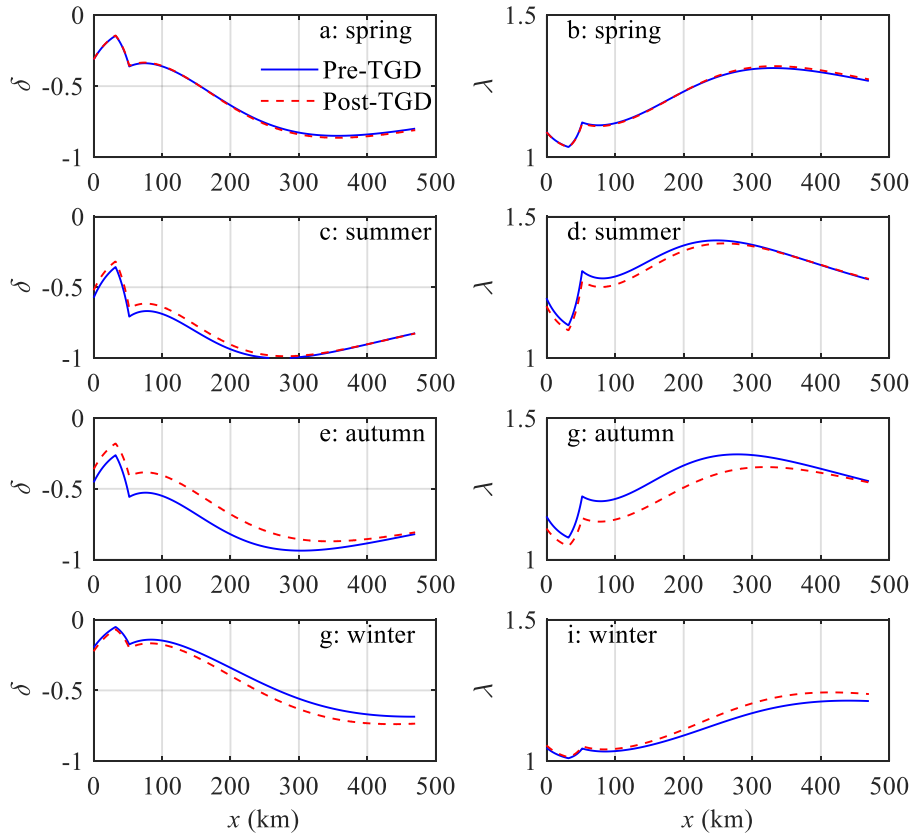 0
a: spring
Pre-TGD
-0.5
δ
Post-TGD
-1
0 100 200 300 400 500
1.5
b: spring
λ
1
0 100 200 300 400 500
0
c: summer
-0.5
δ
-1
0 100 200 300 400 500
1.5
d: summer
λ
1
0 100 200 300 400 500
0
e: autumn
-0.5
δ
-1
0 100 200 300 400 500
1.5
g: autumn
λ
1
0 100 200 300 400 500
0
g: winter
-0.5
δ
-1
0 100 200 300 400 500
x (km)
1.5
i: winter
λ
1
0 100 200 300 400 500
x (km)